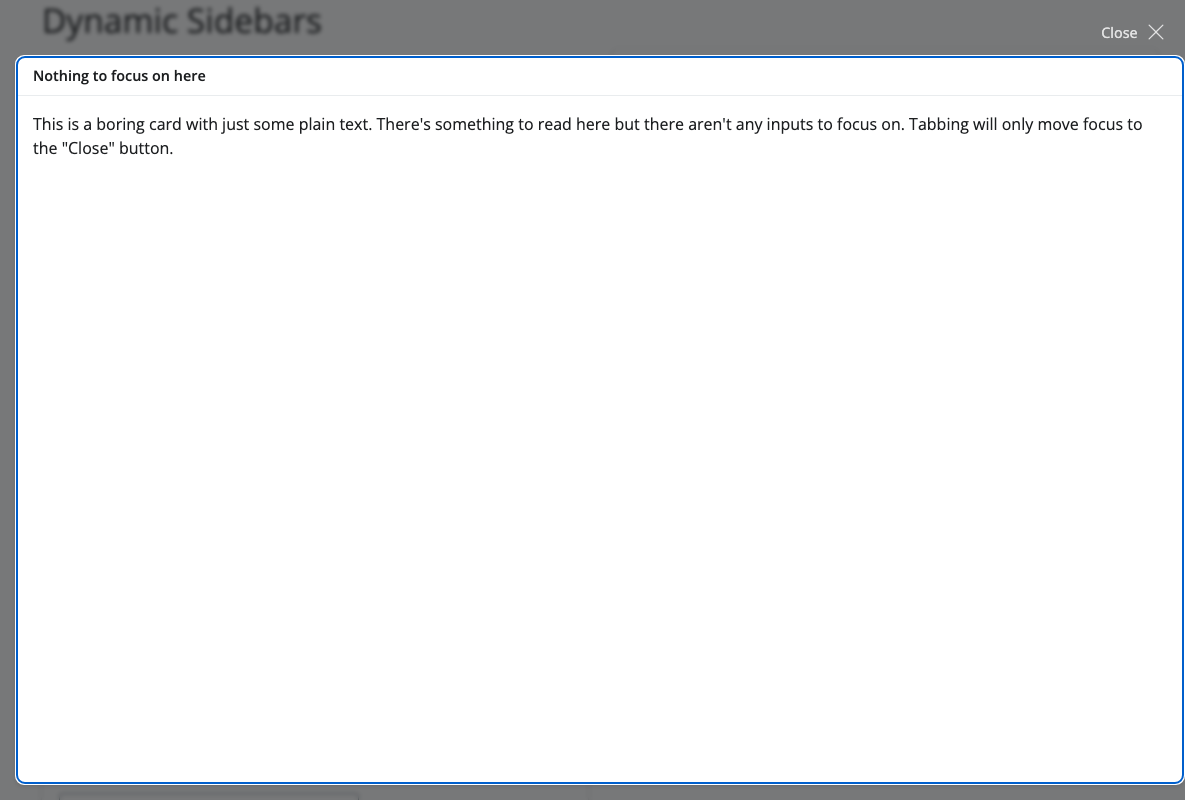 Dynamic Sidebars
Close
Nothing to focus on here
This is a boring card with just some plain text. There's something to read here but there aren't any inputs to focus on. Tabbing will only move focus to
the "Close" button.